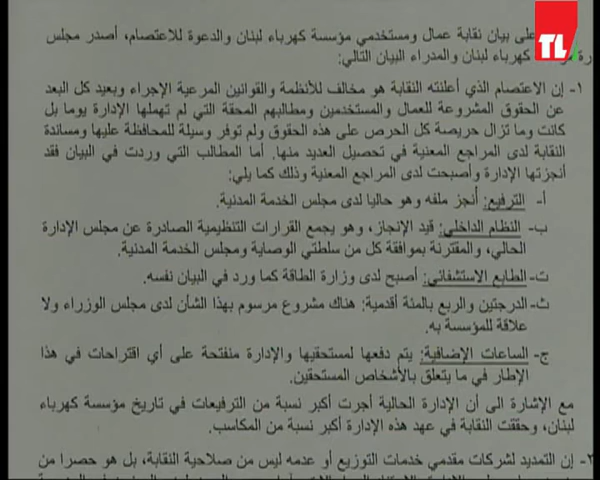 TL
على بيان نقابة عمال ومستخدمي مؤسسة كهرباء لبنان والدعوة للاعتصام، أصدر مجلس
كهرباء لبنان والمدراء البيان التالي:
١- إن الاعتصام الذي أعلنته النقابة هو مخالف للأنظمة والقوانين المرعية الإجراء وبعيد كل البعد
عن الحقوق المشروعة للعمال والمستخدمين ومطالبهم المحقة التي لم تهملها الإدارة يوما بل
كانت وما تزال حريصة كل الحرص على هذه الحقوق ولم توفر وسيلة للمحافظة عليها ومساندة
النقابة لدى المراجع المعنية في تحصيل العديد منها. أما المطالب التي وردت في البيان فقد
أنجزتها الإدارة وأصبحت لدى المراجع المعنية وذلك كما يلي:
أ- الترفيع: أنجز ملفه وهو حاليا لدى مجلس الخدمة المدنية.
ب- النظام الداخلي: قيد الإنجاز، وهو يجمع القرارات التنظيمية الصادرة عن مجلس الإدارة
الحالي، والمقترنة بموافقة كل من سلطتي الوصاية ومجلس الخدمة المدنية.
ت- الطابع الاستشفائي: أصبح لدى وزارة الطاقة كما ورد في البيان نفسه.
ث- الدرجتين والربع بالمئة أقدمية: هناك مشروع مرسوم بهذا الشأن لدى مجلس الوزراء ولا
علاقة للمؤسسة به.
ج- الساعات الإضافية: يتم دفعها لمستحقيها والإدارة منفتحة على أي اقتراحات في هذا
الإطار في ما يتعلق بالأشخاص المستحقين.
مع الإشارة الى أن الإدارة الحالية أجرت أكبر نسبة من الترفيعات في تاريخ مؤسسة كهرباء
لبنان، وحققت النقابة في عهد هذه الإدارة أكبر نسبة من المكاسب.
إن التمديد لشركات مقدمي خدمات التوزيع أو عدمه ليس من صلاحية النقابة، بل هو حصرا من